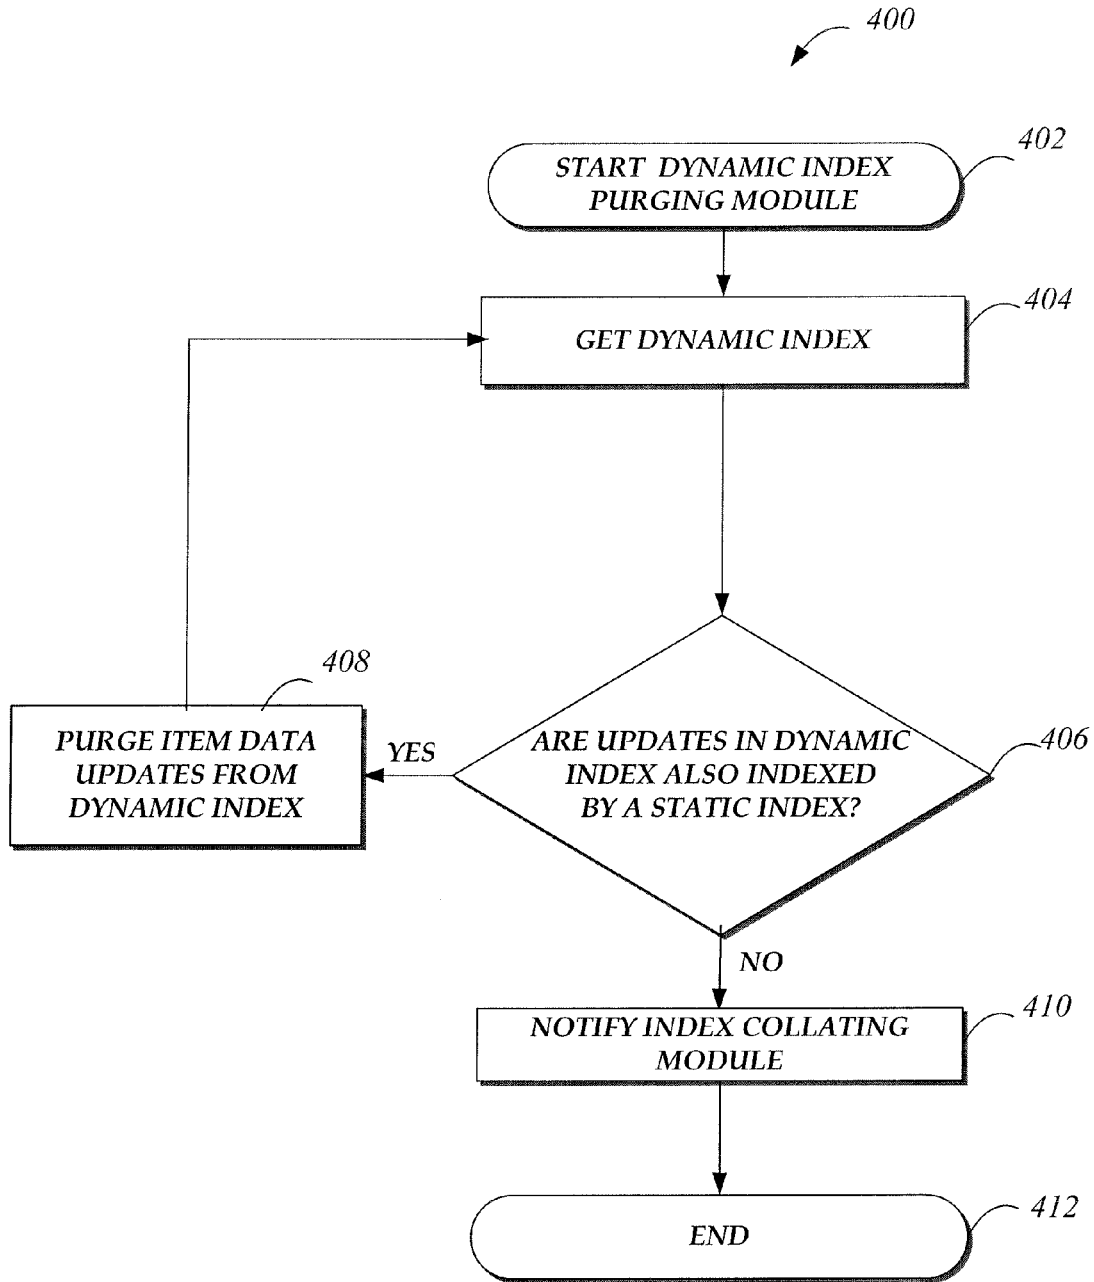 400
402
START DYNAMIC INDEX
PURGING MODULE
404
GET DYNAMIC INDEX
408
PURGE ITEM DATA
UPDATES FROM
DYNAMIC INDEX
YES
ARE UPDATES IN DYNAMIC
INDEX ALSO INDEXED
BY A STATIC INDEX?
406
NO
410
NOTIFY INDEX COLLATING
MODULE
412
END